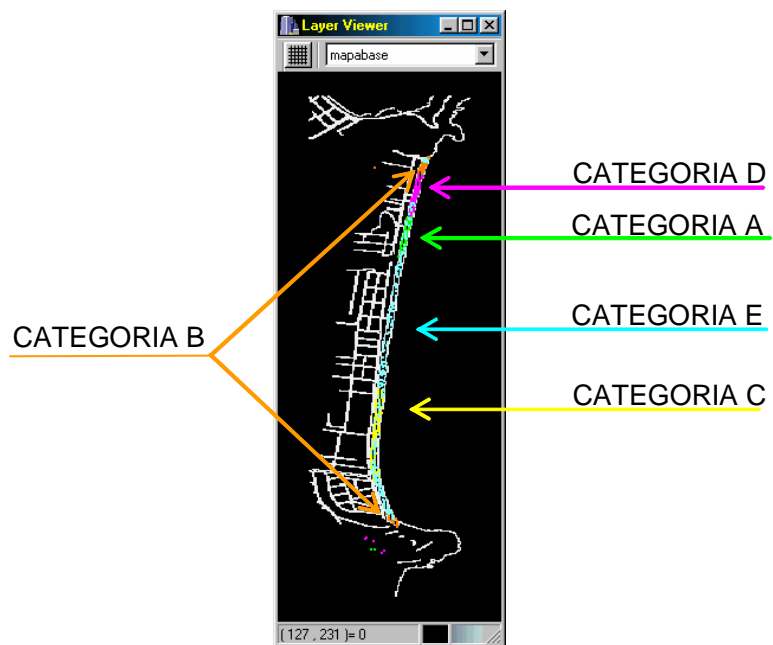 Layer Viewer
mapabase
CATEGORIA D
CATEGORIA A
CATEGORIA E
CATEGORIA B
CATEGORIA C
( 127 , 231 )= 0